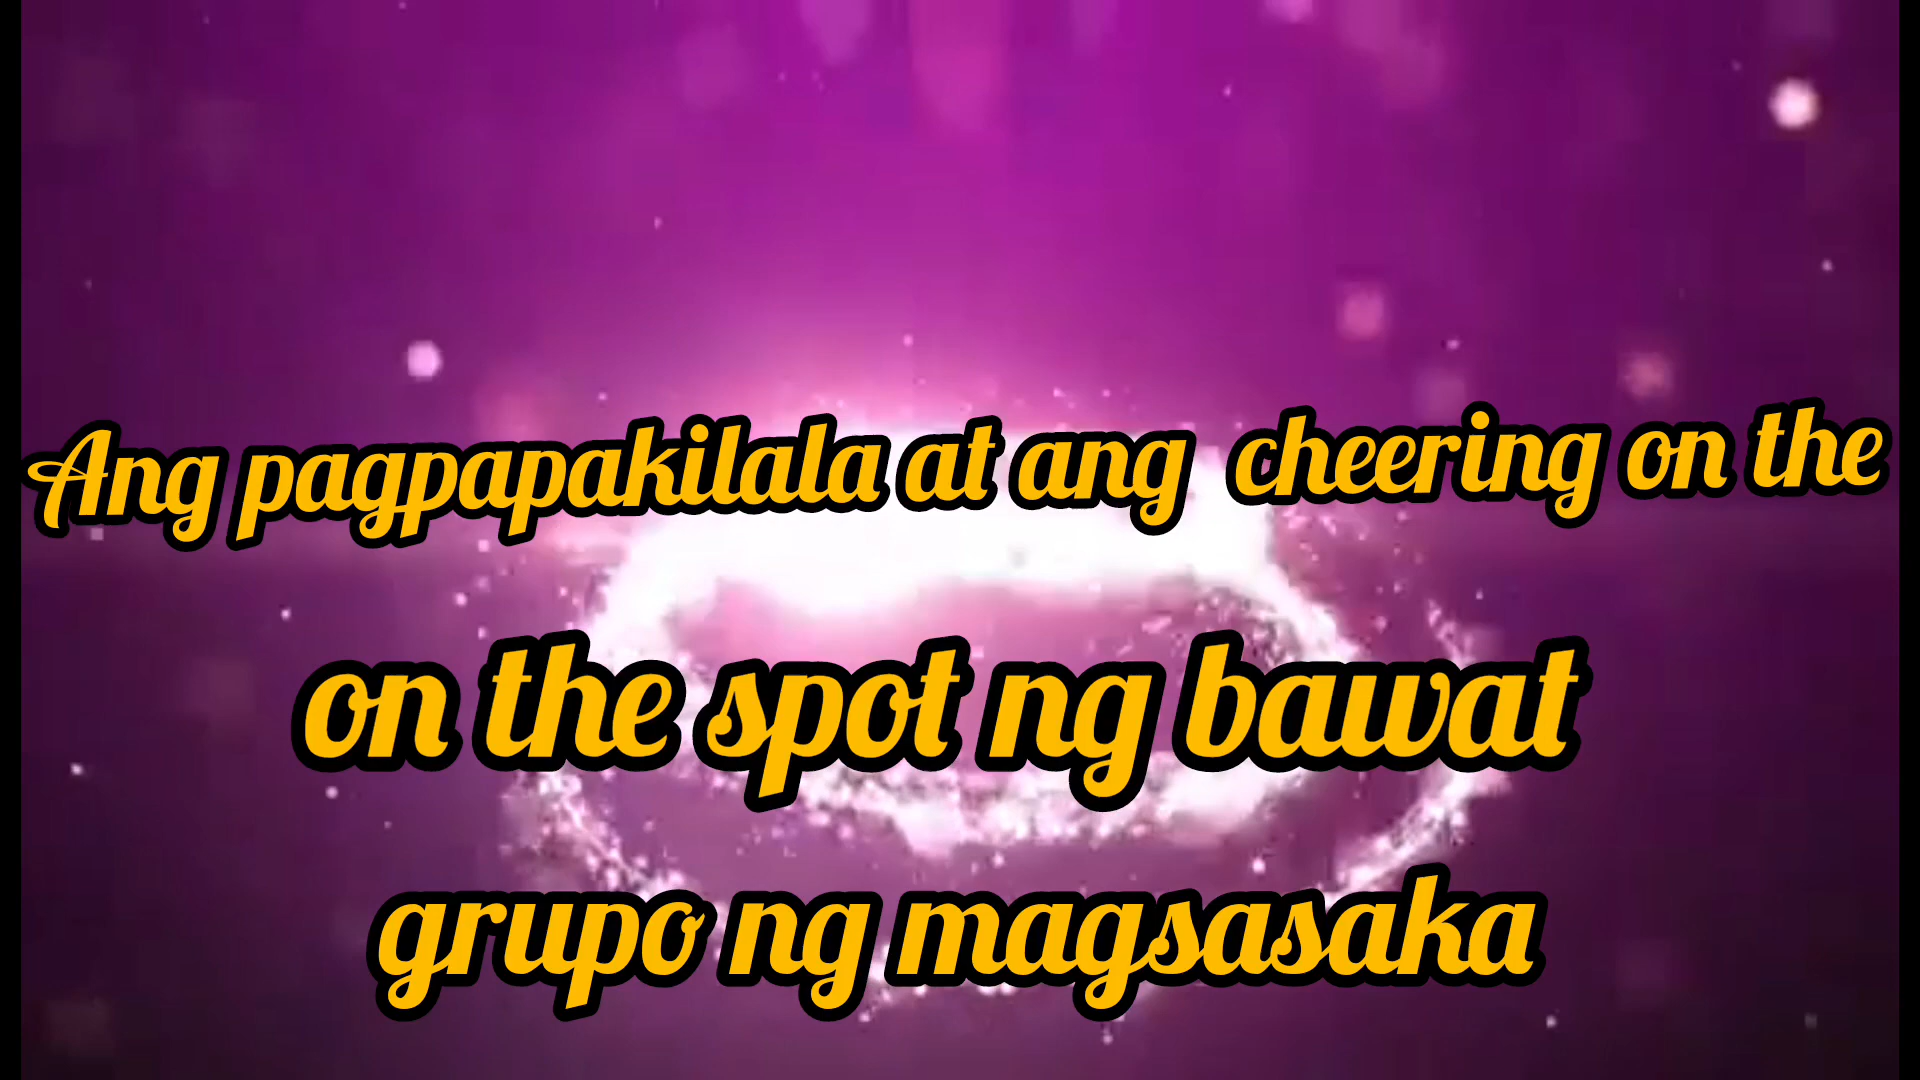 Ang pagpapakilala at ang cheering on the
on the spot ng bawat
grupo ng magsasaka